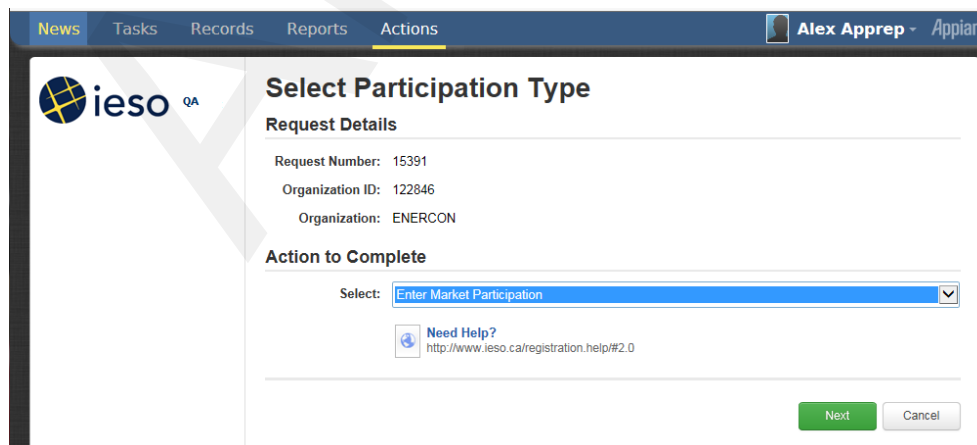 News Tasks Records Reports Actions Alex Apprep Appian
ieso QA
Select Participation Type
Request Details
Request Number: 15391
Organization ID: 122846
Organization: ENERCON
Action to Complete
Select: Enter Market Participation
Need Help?
http://www.ieso.ca/registration.help/#2.0
Next Cancel